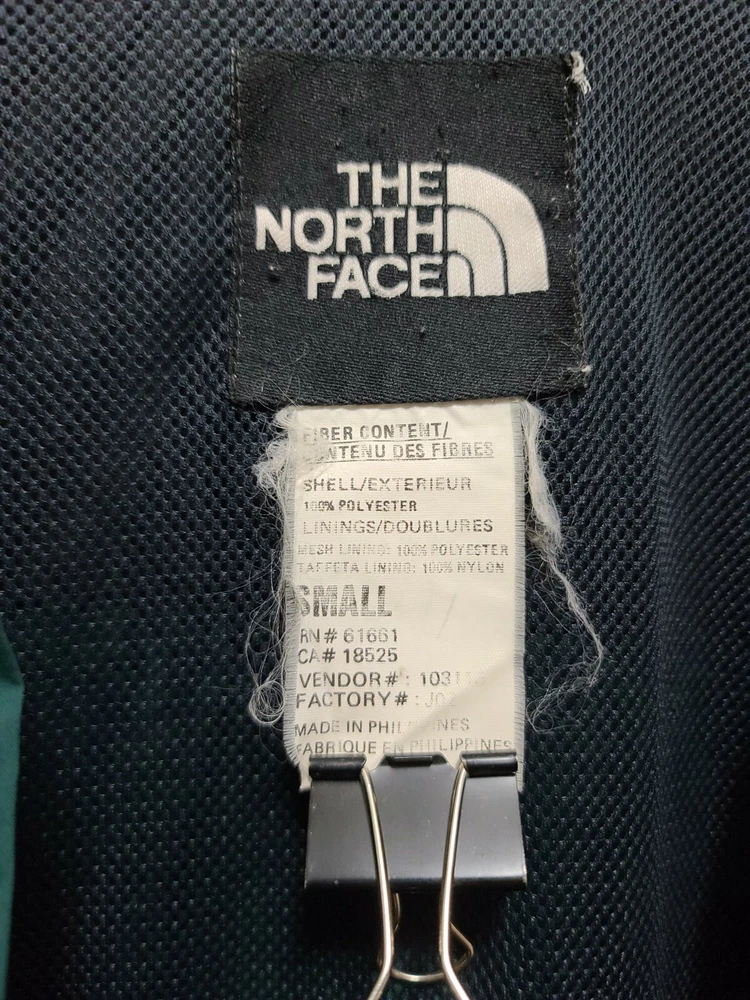 THE
NORTH
FACE
FIBER CONTENT/
CONTENU DES FIBRES
SHELL/EXTERIEUR
100% POLYESTER
LININGS/DOUBLURES
MESH LINING: 100% POLYESTER
TAFFETA LINING: 100% NYLON
SMALL
RN# 61661
CA# 18525
VENDOR#:
FACTORY#:
MADE IN PHILIPPINES
FABRIQUE EN PHILIPPINES